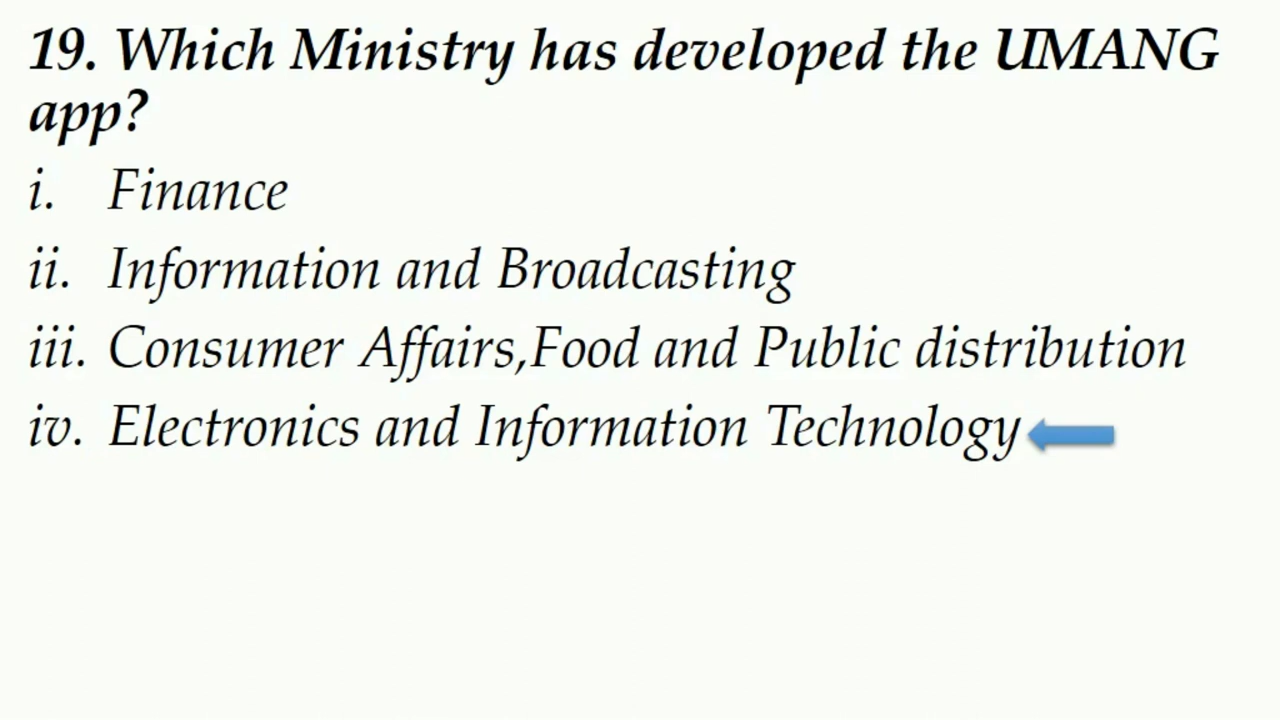 19. Which Ministry has developed the UMANG
app?
i. Finance
ii. Information and Broadcasting
iii. Consumer Affairs,Food and Public distribution
iv. Electronics and Information Technology